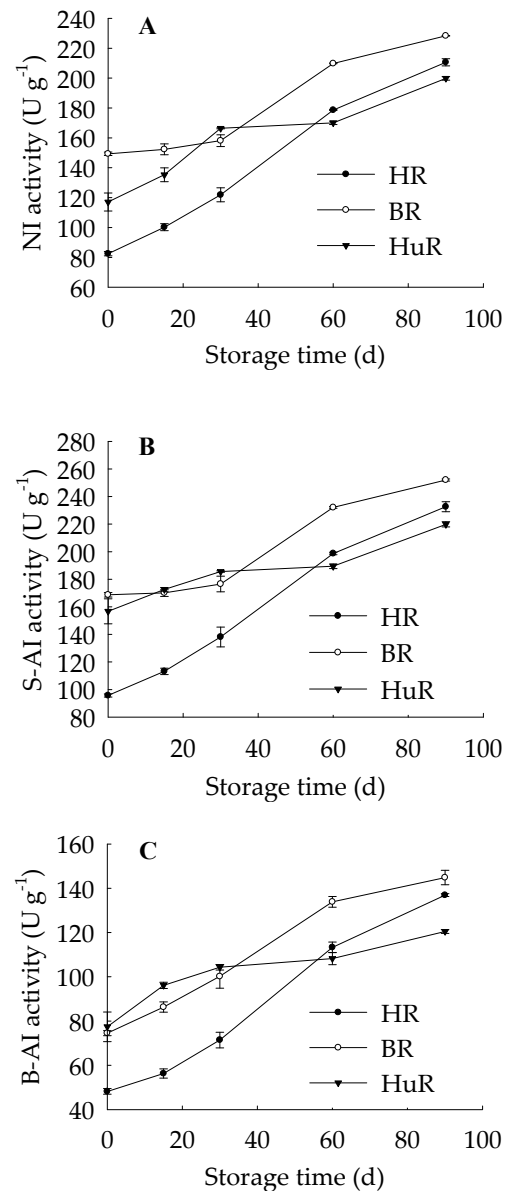 A
NI activity (U g⁻¹)
240
220
200
180
160
140
120
100
80
60
HR
BR
HuR
0 20 40 60 80 100
Storage time (d)
B
S-AI activity (U g⁻¹)
280
260
240
220
200
180
160
140
120
100
80
HR
BR
HuR
0 20 40 60 80 100
Storage time (d)
C
B-AI activity (U g⁻¹)
160
140
120
100
80
60
40
HR
BR
HuR
0 20 40 60 80 100
Storage time (d)